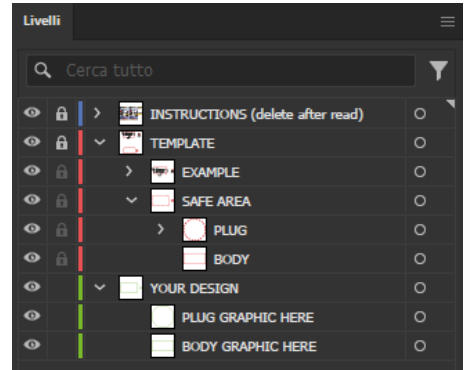 Livelli
Cerca tutto
INSTRUCTIONS (delete after read)
TEMPLATE
EXAMPLE
SAFE AREA
PLUG
BODY
YOUR DESIGN
PLUG GRAPHIC HERE
BODY GRAPHIC HERE